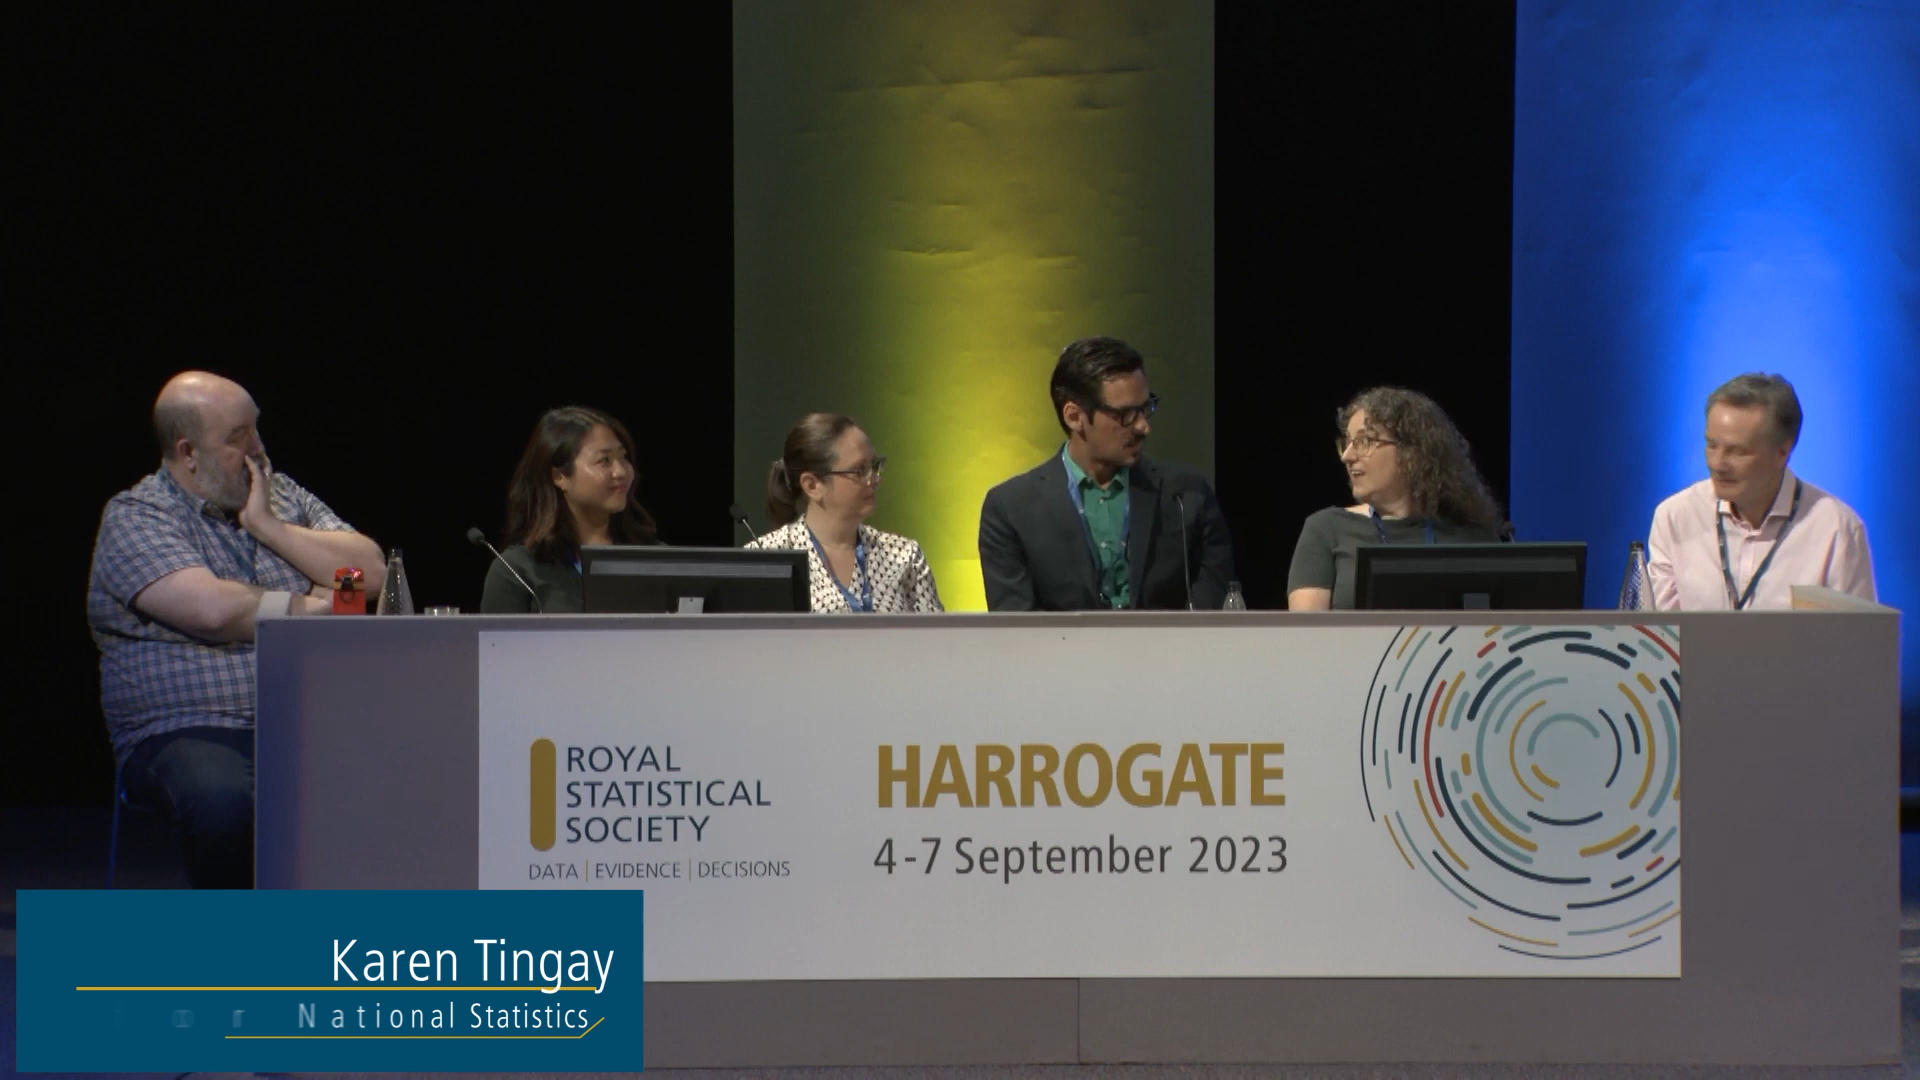 ROYAL
STATISTICAL
SOCIETY
DATA | EVIDENCE | DECISIONS
HARROGATE
4-7 September 2023
Karen Tingay
National Statistics